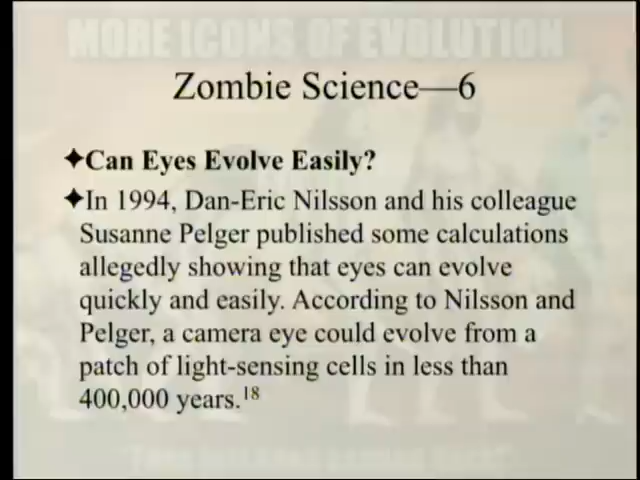 MORE ICONS OF EVOLUTION
Zombie Science—6
✦Can Eyes Evolve Easily?
✦In 1994, Dan-Eric Nilsson and his colleague
Susanne Pelger published some calculations
allegedly showing that eyes can evolve
quickly and easily. According to Nilsson and
Pelger, a camera eye could evolve from a
patch of light-sensing cells in less than
400,000 years.18